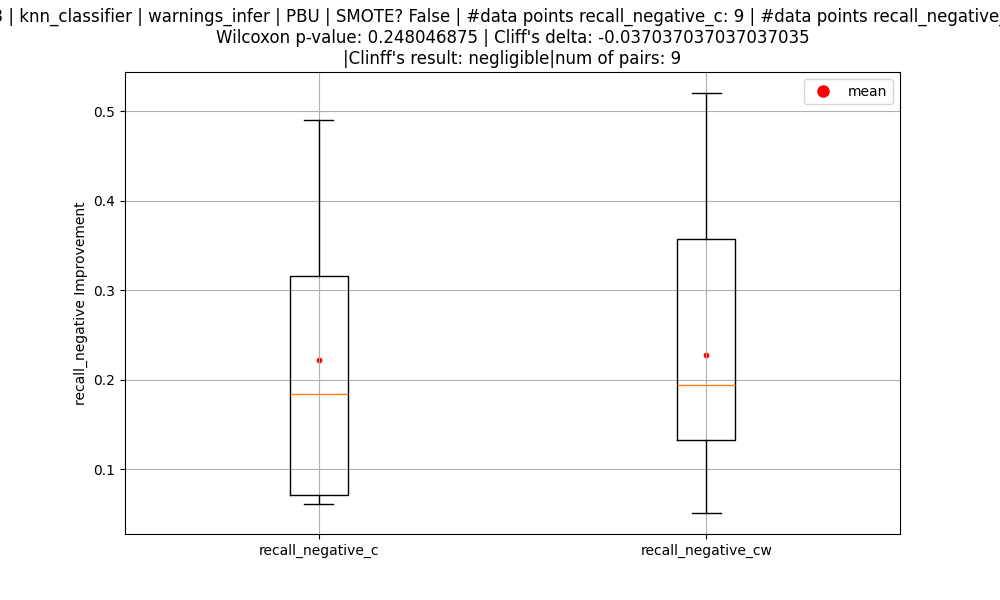 | knn_classifier | warnings_infer | PBU | SMOTE? False | #data points recall_negative_c: 9 | #data points recall_negative_
Wilcoxon p-value: 0.248046875 | Cliff's delta: -0.037037037037037035
|Clinff's result: negligible|num of pairs: 9
mean
0.5
0.4
0.3
0.2
0.1
recall_negative Improvement
recall_negative_c
recall_negative_cw